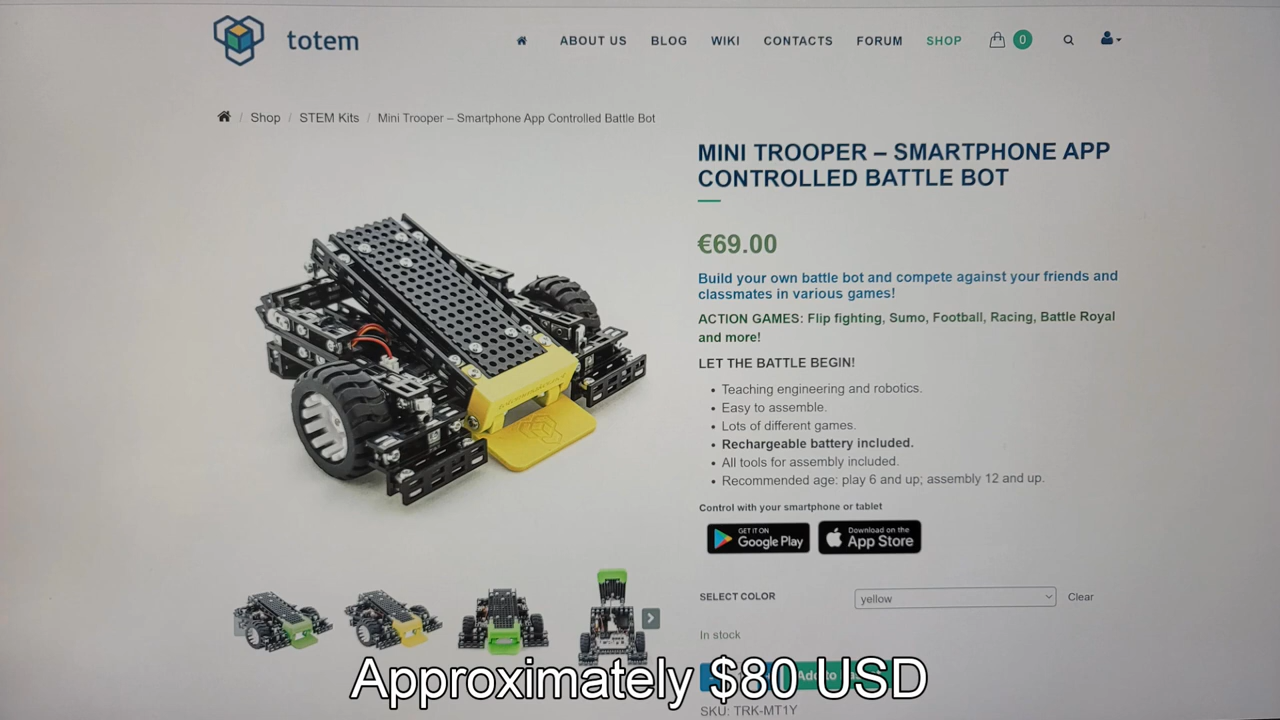 totem
ABOUT US
BLOG
WIKI
CONTACTS
FORUM
SHOP
0
/ Shop / STEM Kits / Mini Trooper – Smartphone App Controlled Battle Bot
MINI TROOPER – SMARTPHONE APP
CONTROLLED BATTLE BOT
€69.00
Build your own battle bot and compete against your friends and
classmates in various games!
ACTION GAMES: Flip fighting, Sumo, Football, Racing, Battle Royal
and more!
LET THE BATTLE BEGIN!
• Teaching engineering and robotics.
• Easy to assemble.
• Lots of different games.
• Rechargeable battery included.
• All tools for assembly included.
• Recommended age: play 6 and up; assembly 12 and up.
Control with your smartphone or tablet
GET IT ON
Google Play
Download on the
App Store
SELECT COLOR
yellow
Clear
In stock
Add to
Approximately $80 USD
SKU: TRK-MT1Y